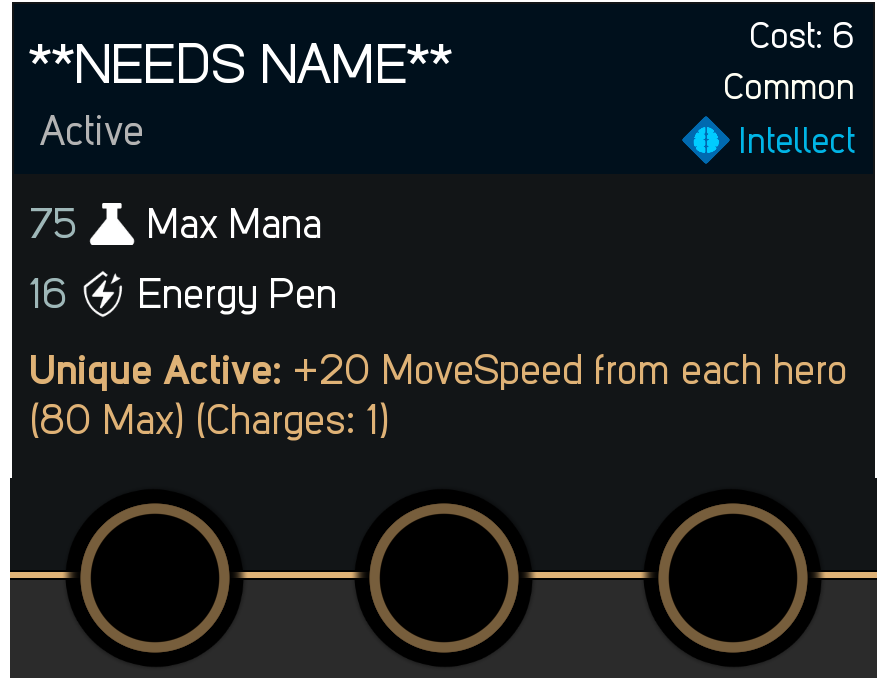 **NEEDS NAME**
Cost: 6
Common
Active
Intellect
75 Max Mana
16 Energy Pen
Unique Active: +20 MoveSpeed from each hero
(80 Max) (Charges: 1)